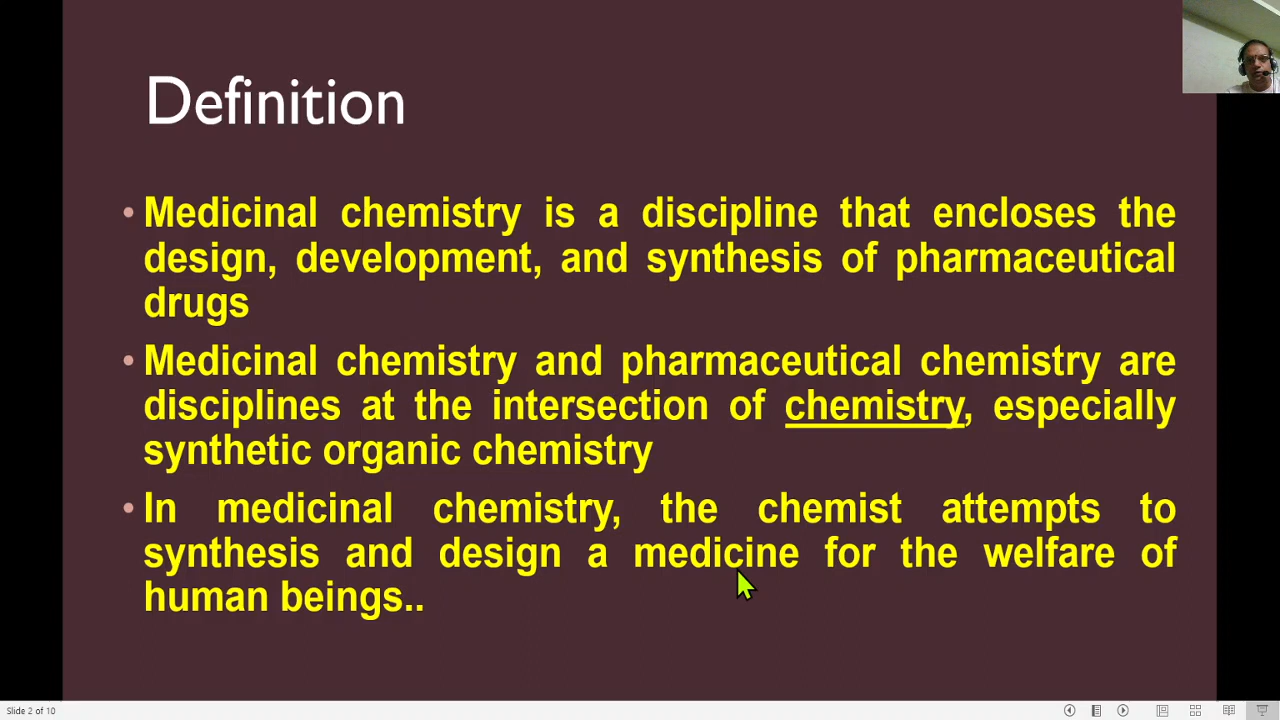 Definition
• Medicinal chemistry is a discipline that encloses the
design, development, and synthesis of pharmaceutical
drugs
• Medicinal chemistry and pharmaceutical chemistry are
disciplines at the intersection of chemistry, especially
synthetic organic chemistry
• In medicinal chemistry, the chemist attempts to
synthesis and design a medicine for the welfare of
human beings..
Slide 2 of 10